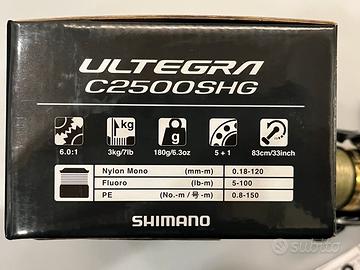 ULTEGRA
C2500SHG
kg
g
6.0:1
3kg/7lb
180g/6.3oz
5 + 1
83cm/33inch
Nylon Mono (mm-m) 0.18-120
Fluoro (lb-m) 5-100
PE (No.-m / 号-m) 0.8-150
SHIMANO
subito.it